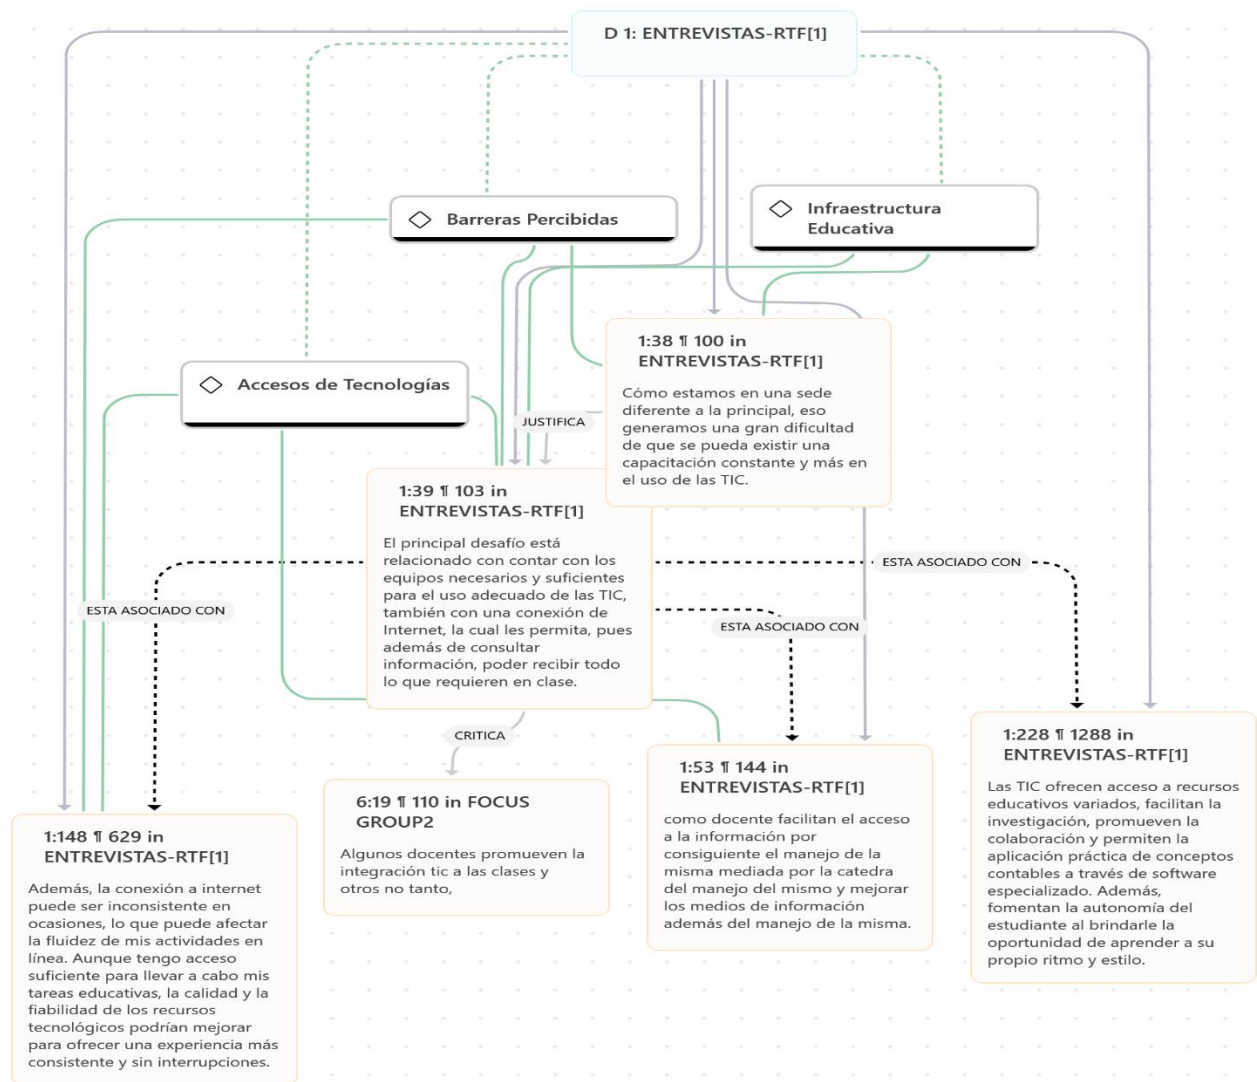 D 1: ENTREVISTAS-RTF[1]
Barreras Percibidas
Infraestructura
Educativa
Accesos de Tecnologías
1:38 ¶ 100 in
ENTREVISTAS-RTF[1]
Cómo estamos en una sede
diferente a la principal, eso
generamos una gran dificultad
de que se pueda existir una
capacitación constante y más en
el uso de las TIC.
JUSTIFICA
1:39 ¶ 103 in
ENTREVISTAS-RTF[1]
El principal desafío está
relacionado con contar con los
equipos necesarios y suficientes
para el uso adecuado de las TIC,
también con una conexión de
Internet, la cual les permita, pues
además de consultar
información, poder recibir todo
lo que requieren en clase.
ESTA ASOCIADO CON
ESTA ASOCIADO CON
ESTA ASOCIADO CON
CRITICA
1:148 ¶ 629 in
ENTREVISTAS-RTF[1]
Además, la conexión a internet
puede ser inconsistente en
ocasiones, lo que puede afectar
la fluidez de mis actividades en
línea. Aunque tengo acceso
suficiente para llevar a cabo mis
tareas educativas, la calidad y la
fiabilidad de los recursos
tecnológicos podrían mejorar
para ofrecer una experiencia más
consistente y sin interrupciones.
6:19 ¶ 110 in FOCUS
GROUP2
Algunos docentes promueven la
integración tic a las clases y
otros no tanto,
1:53 ¶ 144 in
ENTREVISTAS-RTF[1]
como docente facilitan el acceso
a la información por
consiguiente el manejo de la
misma mediada por la catedra
del manejo del mismo y mejorar
los medios de información
además del manejo de la misma.
1:228 ¶ 1288 in
ENTREVISTAS-RTF[1]
Las TIC ofrecen acceso a recursos
educativos variados, facilitan la
investigación, promueven la
colaboración y permiten la
aplicación práctica de conceptos
contables a través de software
especializado. Además,
fomentan la autonomía del
estudiante al brindarle la
oportunidad de aprender a su
propio ritmo y estilo.